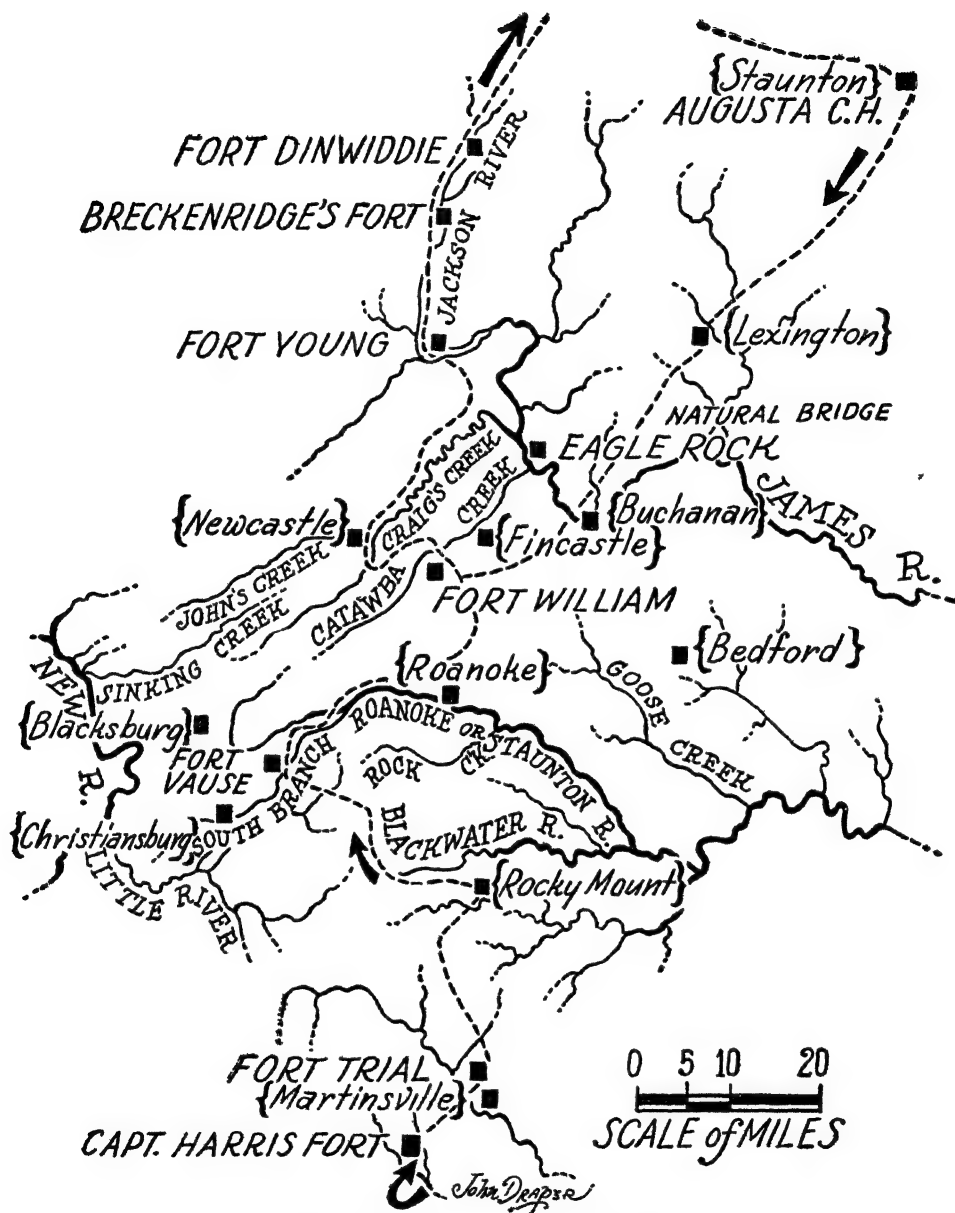 {Staunton}
AUGUSTA C.H.
FORT DINWIDDIE
BRECKENRIDGE'S FORT
JACKSON RIVER
FORT YOUNG
{Lexington}
NATURAL BRIDGE
EAGLE ROCK
JAMES R.
{Newcastle}
CRAIG'S CREEK
CREEK
{Buchanan}
{Fincastle}
JOHN'S CREEK
CATAWBA
FORT WILLIAM
SINKING CREEK
NEW R.
{Roanoke}
{Bedford}
GOOSE CREEK
{Blacksburg}
ROANOKE OR STAUNTON R.
FORT
VAUSE
SOUTH BRANCH
ROCK CK.
BLACKWATER R.
{Christiansburg}
LITTLE RIVER
{Rocky Mount}
FORT TRIAL
{Martinsville}
CAPT. HARRIS FORT
0 5 10 20
SCALE of MILES
John DRAPER